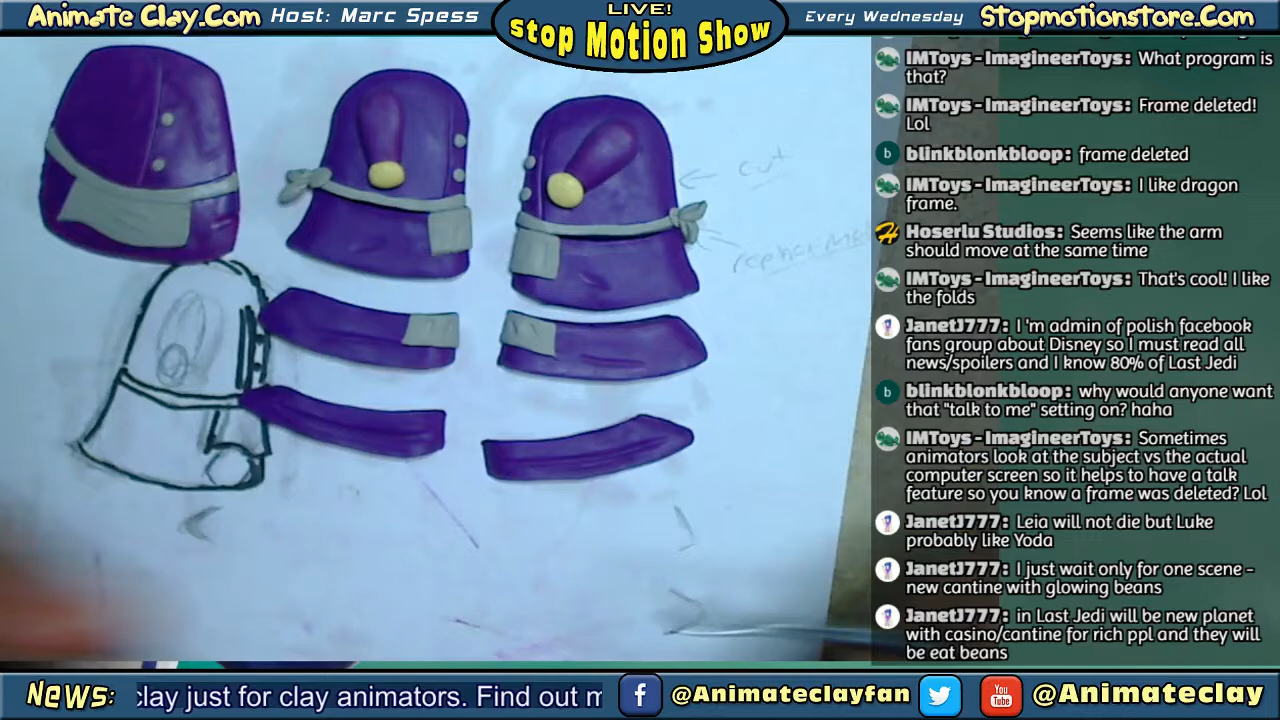 Animate Clay.Com Host: Marc Spess
LIVE!
Stop Motion Show
Every Wednesday Stopmotionstore.Com
IMToys - ImagineerToys: What program is
that?
IMToys - ImagineerToys: Frame deleted!
Lol
b blinkblonkbloop: frame deleted
IMToys - ImagineerToys: I like dragon
frame.
H Hoserlu Studios: Seems like the arm
should move at the same time
IMToys - ImagineerToys: That's cool! I like
the folds
JanetJ777: I 'm admin of polish facebook
fans group about Disney so I must read all
news/spoilers and I know 80% of Last Jedi
b blinkblonkbloop: why would anyone want
that "talk to me" setting on? haha
IMToys - ImagineerToys: Sometimes
animators look at the subject vs the actual
computer screen so it helps to have a talk
feature so you know a frame was deleted? Lol
JanetJ777: Leia will not die but Luke
probably like Yoda
JanetJ777: I just wait only for one scene -
new cantine with glowing beans
JanetJ777: in Last Jedi will be new planet
with casino/cantine for rich ppl and they will
be eat beans
cut
News: clay just for clay animators. Find out
f @Animateclayfan
You Tube @Animateclay